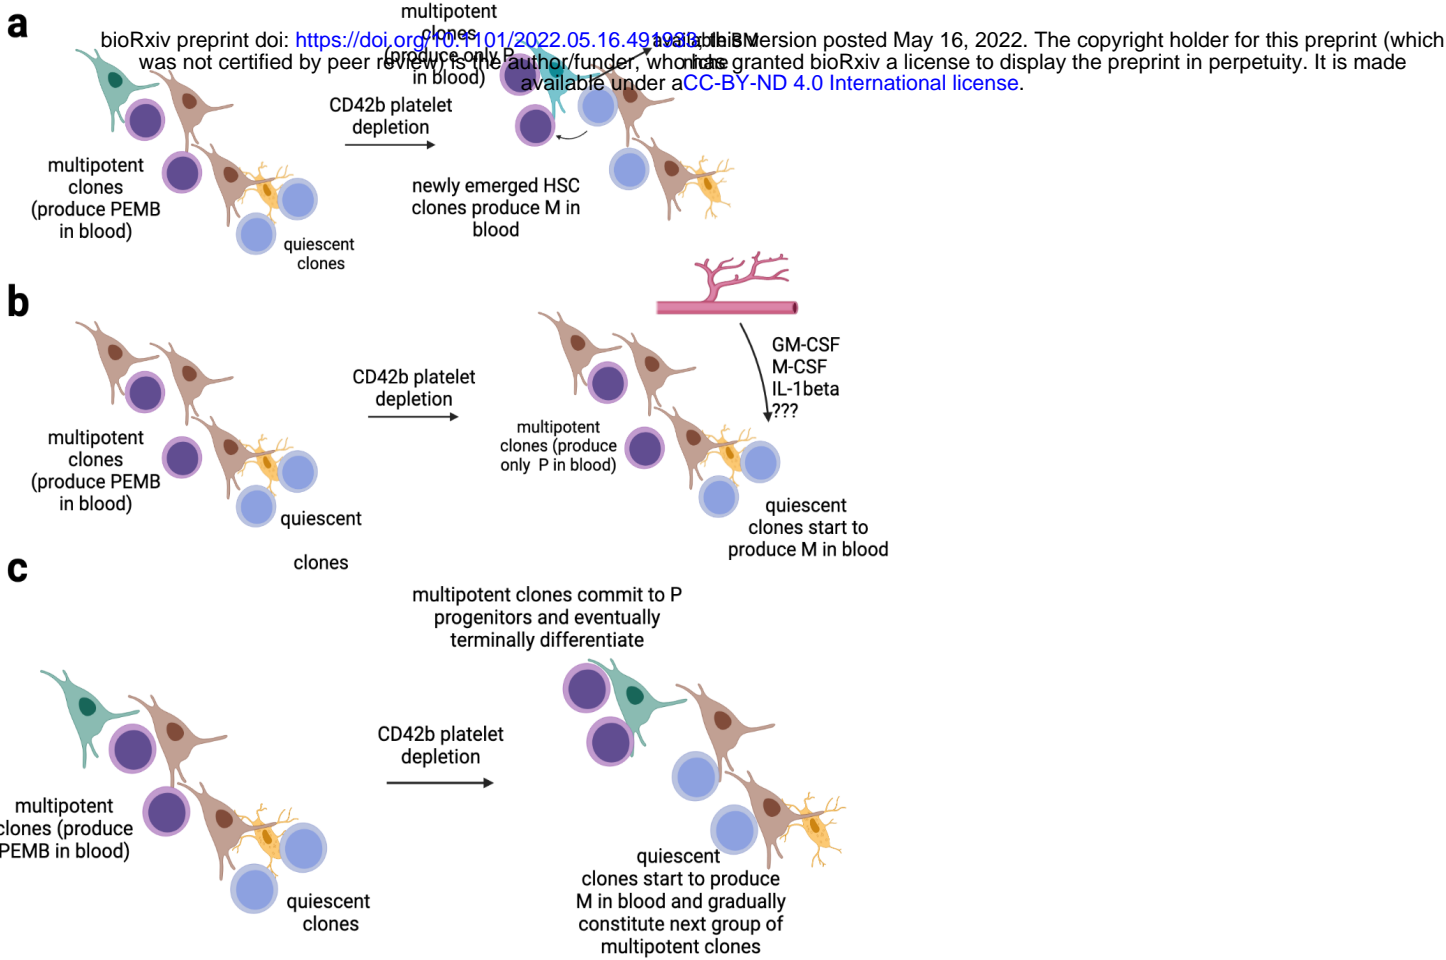 a
multipotent
clones
(produce only P
in blood)
bioRxiv preprint doi: https://doi.org/10.1101/2022.05.16.491933; this version posted May 16, 2022. The copyright holder for this preprint (which
was not certified by peer review) is the author/funder, who has granted bioRxiv a license to display the preprint in perpetuity. It is made
available under aCC-BY-ND 4.0 International license.
available BM
niche
CD42b platelet
depletion
multipotent
clones
(produce PEMB
in blood)
quiescent
clones
newly emerged HSC
clones produce M in
blood
b
CD42b platelet
depletion
multipotent
clones
(produce PEMB
in blood)
quiescent
clones
GM-CSF
M-CSF
IL-1beta
???
multipotent
clones (produce
only P in blood)
quiescent
clones start to
produce M in blood
c
multipotent clones commit to P
progenitors and eventually
terminally differentiate
CD42b platelet
depletion
multipotent
clones (produce
PEMB in blood)
quiescent
clones
quiescent
clones start to produce
M in blood and gradually
constitute next group of
multipotent clones